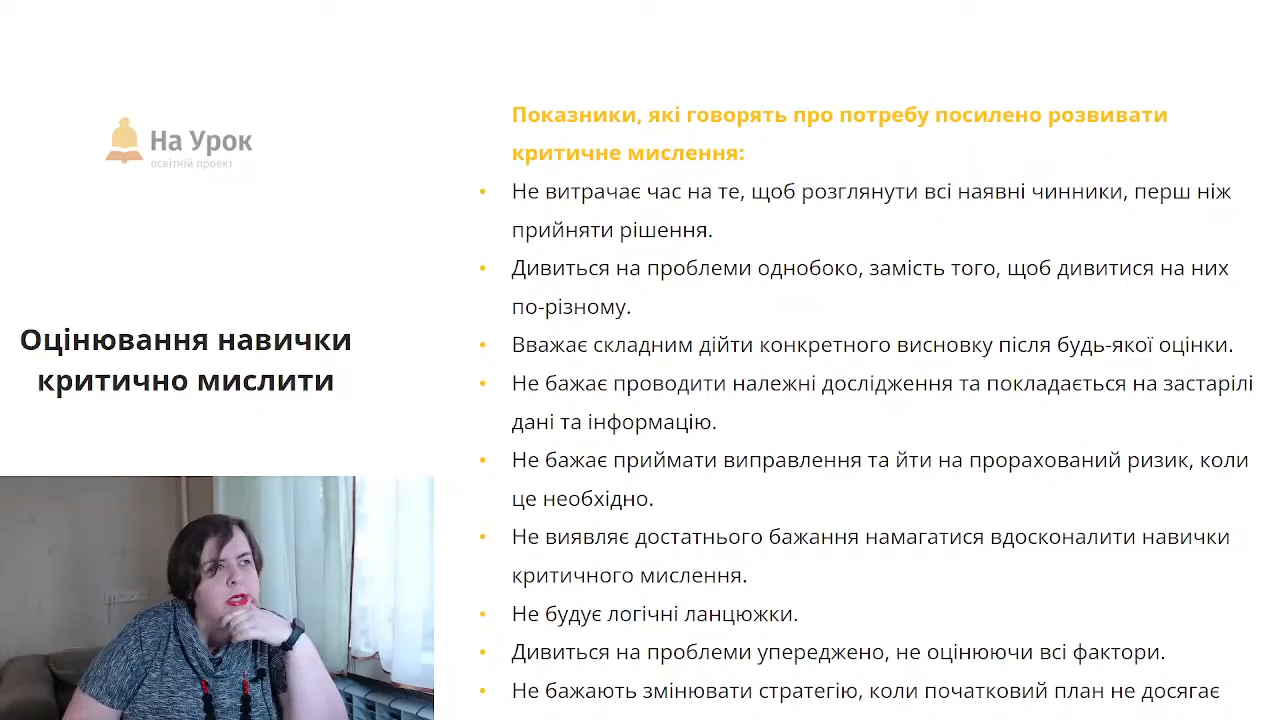 На Урок
освітній проект
Оцінювання навички
критично мислити
Показники, які говорять про потребу посилено розвивати
критичне мислення:
• Не витрачає час на те, щоб розглянути всі наявні чинники, перш ніж
прийняти рішення.
• Дивиться на проблеми однобоко, замість того, щоб дивитися на них
по-різному.
• Вважає складним дійти конкретного висновку після будь-якої оцінки.
• Не бажає проводити належні дослідження та покладається на застарілі
дані та інформацію.
• Не бажає приймати виправлення та йти на прорахований ризик, коли
це необхідно.
• Не виявляє достатнього бажання намагатися вдосконалити навички
критичного мислення.
• Не будує логічні ланцюжки.
• Дивиться на проблеми упереджено, не оцінюючи всі фактори.
• Не бажають змінювати стратегію, коли початковий план не досягає